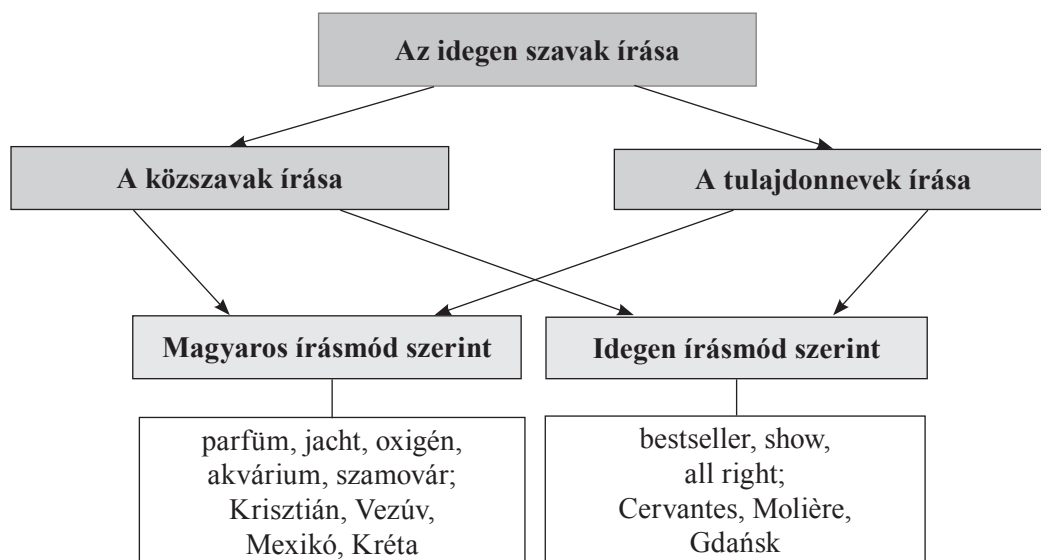 Az idegen szavak írása
A közszavak írása
A tulajdonnevek írása
Magyaros írásmód szerint
Idegen írásmód szerint
parfüm, jacht, oxigén,
akvárium, szamovár;
Krisztián, Vezúv,
Mexikó, Kréta
bestseller, show,
all right;
Cervantes, Molière,
Gdańsk